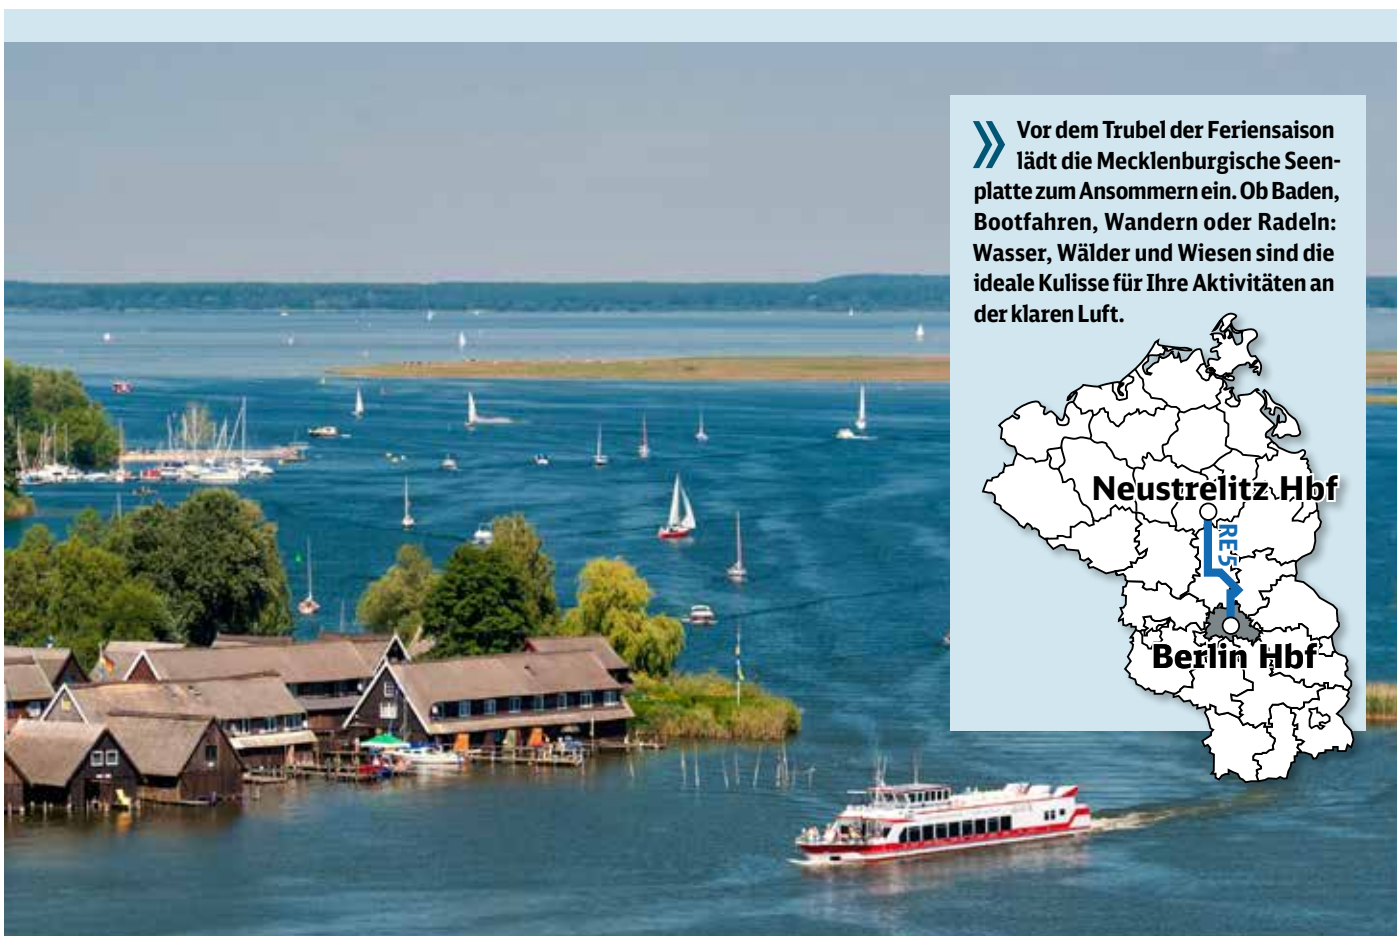 Vor dem Trubel der Feriensaison
lädt die Mecklenburgische Seen-
platte zum Ansommern ein. Ob Baden,
Bootfahren, Wandern oder Radeln:
Wasser, Wälder und Wiesen sind die
ideale Kulisse für Ihre Aktivitäten an
der klaren Luft.
Neustrelitz Hbf
RE5
Berlin Hbf